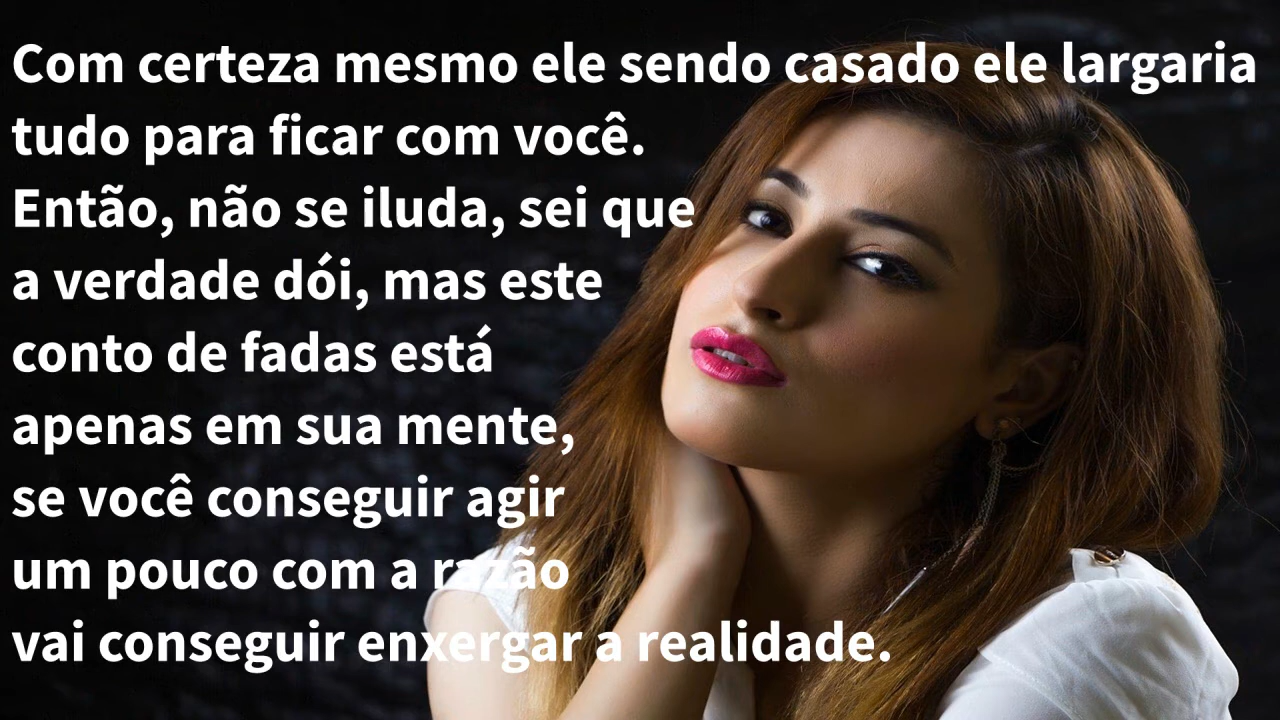 Com certeza mesmo ele sendo casado ele largaria
tudo para ficar com você.
Então, não se iluda, sei que
a verdade dói, mas este
conto de fadas está
apenas em sua mente,
se você conseguir agir
um pouco com a razão
vai conseguir enxergar a realidade.